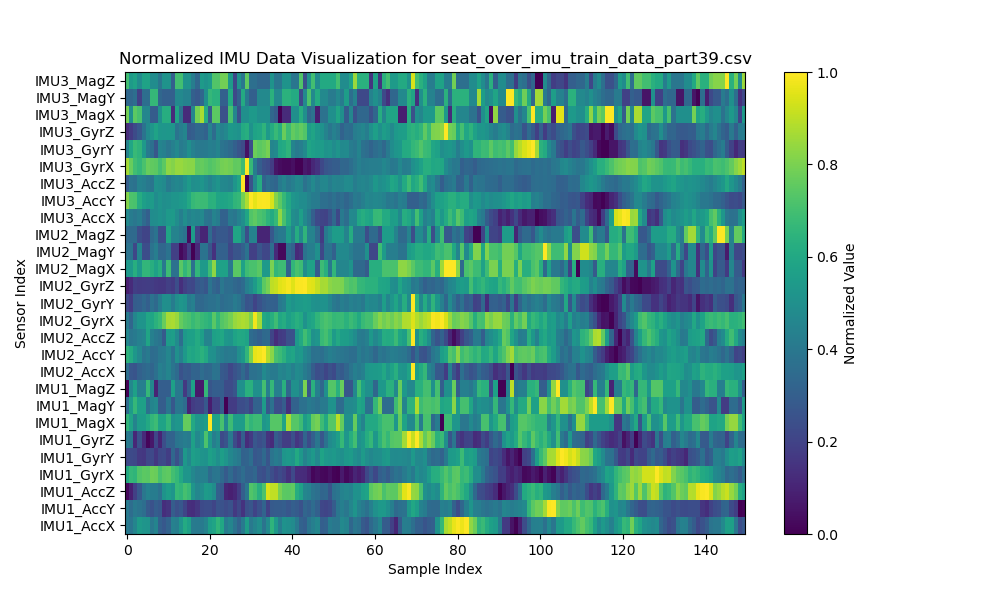 Normalized IMU Data Visualization for seat_over_imu_train_data_part39.csv
IMU3_MagZ
IMU3_MagY
IMU3_MagX
IMU3_GyrZ
IMU3_GyrY
IMU3_GyrX
IMU3_AccZ
IMU3_AccY
IMU3_AccX
IMU2_MagZ
IMU2_MagY
IMU2_MagX
IMU2_GyrZ
IMU2_GyrY
IMU2_GyrX
IMU2_AccZ
IMU2_AccY
IMU2_AccX
IMU1_MagZ
IMU1_MagY
IMU1_MagX
IMU1_GyrZ
IMU1_GyrY
IMU1_GyrX
IMU1_AccZ
IMU1_AccY
IMU1_AccX
Sensor Index
0 20 40 60 80 100 120 140
Sample Index
1.0
0.8
0.6
0.4
0.2
0.0
Normalized Value